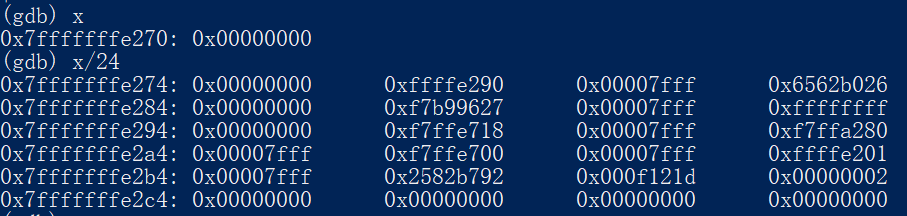 (gdb) x
0x7fffffffe270: 0x00000000
(gdb) x/24
0x7fffffffe274: 0x00000000 0xffffe290 0x00007fff 0x6562b026
0x7fffffffe284: 0x00000000 0xf7b99627 0x00007fff 0xffffffff
0x7fffffffe294: 0x00000000 0xf7ffe718 0x00007fff 0xf7ffa280
0x7fffffffe2a4: 0x00007fff 0xf7ffe700 0x00007fff 0xffffe201
0x7fffffffe2b4: 0x00007fff 0x2582b792 0x000f121d 0x00000002
0x7fffffffe2c4: 0x00000000 0x00000000 0x00000000 0x00000000